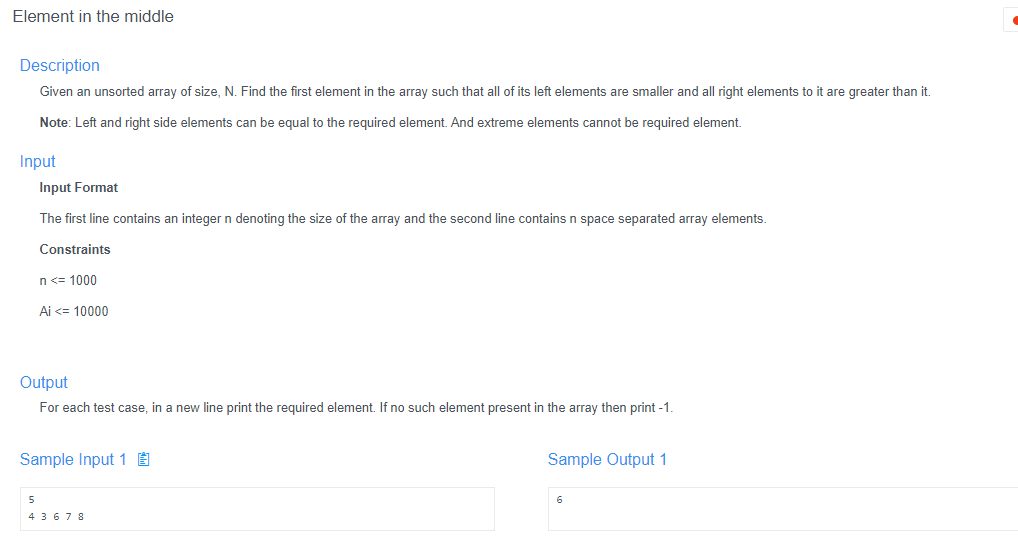 Element in the middle
Description
Given an unsorted array of size, N. Find the first element in the array such that all of its left elements are smaller and all right elements to it are greater than it.
Note: Left and right side elements can be equal to the required element. And extreme elements cannot be required element.
Input
Input Format
The first line contains an integer n denoting the size of the array and the second line contains n space separated array elements.
Constraints
n <= 1000
Ai <= 10000
Output
For each test case, in a new line print the required element. If no such element present in the array then print -1.
Sample Input 1
5
4 3 6 7 8
Sample Output 1
6